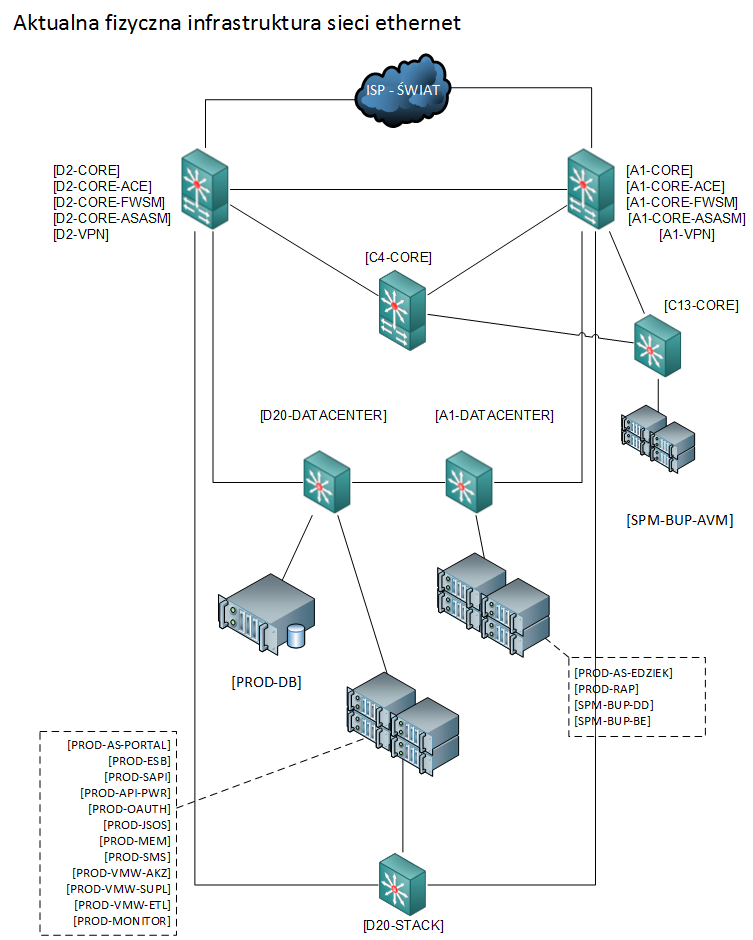 Aktualna fizyczna infrastruktura sieci ethernet
ISP - ŚWIAT
[D2-CORE]
[D2-CORE-ACE]
[D2-CORE-FWSM]
[D2-CORE-ASASM]
[D2-VPN]
[A1-CORE]
[A1-CORE-ACE]
[A1-CORE-FWSM]
[A1-CORE-ASASM]
[A1-VPN]
[C4-CORE]
[C13-CORE]
[D20-DATACENTER]
[A1-DATACENTER]
[SPM-BUP-AVM]
[PROD-DB]
[PROD-AS-EDZIEK]
[PROD-RAP]
[SPM-BUP-DD]
[SPM-BUP-BE]
[PROD-AS-PORTAL]
[PROD-ESB]
[PROD-SAPI]
[PROD-API-PWR]
[PROD-OAUTH]
[PROD-JSOS]
[PROD-MEM]
[PROD-SMS]
[PROD-VMW-AKZ]
[PROD-VMW-SUPL]
[PROD-VMW-ETL]
[PROD-MONITOR]
[D20-STACK]